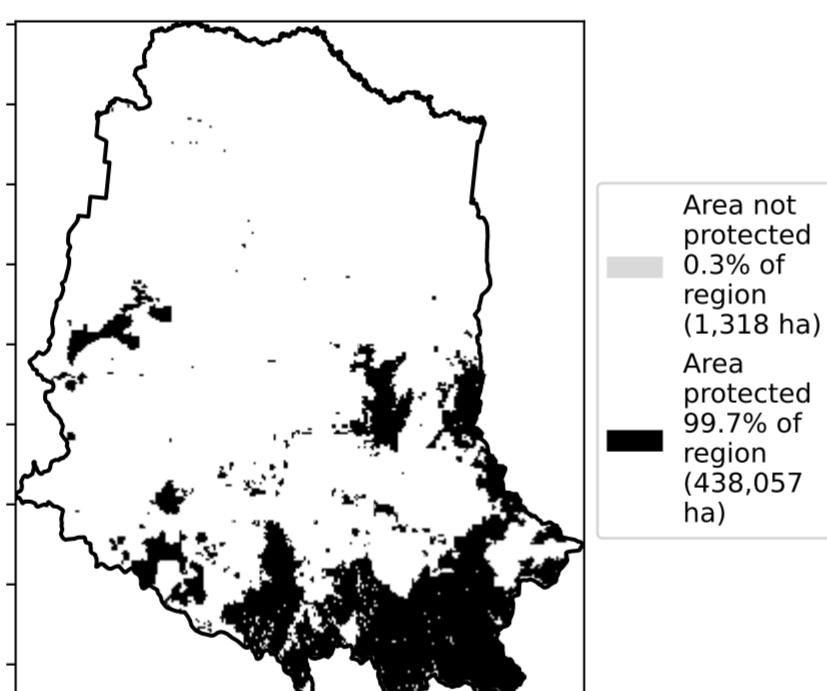 Area not
protected
0.3% of
region
(1,318 ha)
Area
protected
99.7% of
region
(438,057
ha)